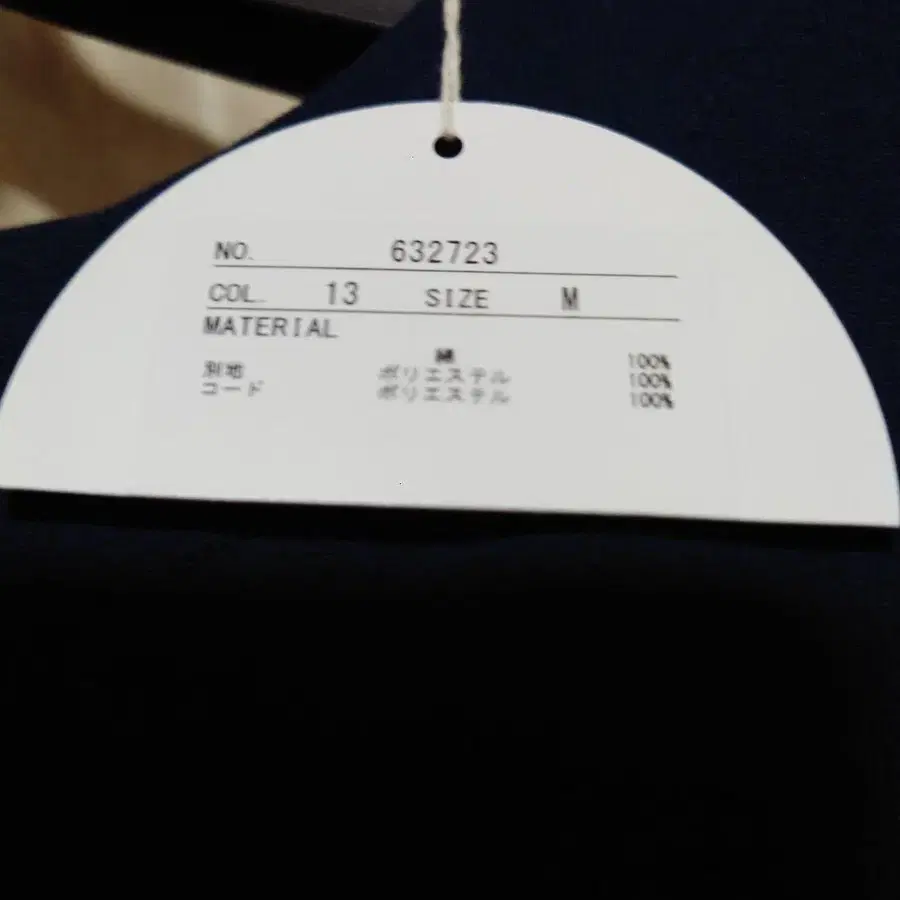 NO. 632723
COL. 13 SIZE M
MATERIAL
綿 100%
別地 ポリエステル 100%
コード ポリエステル 100%